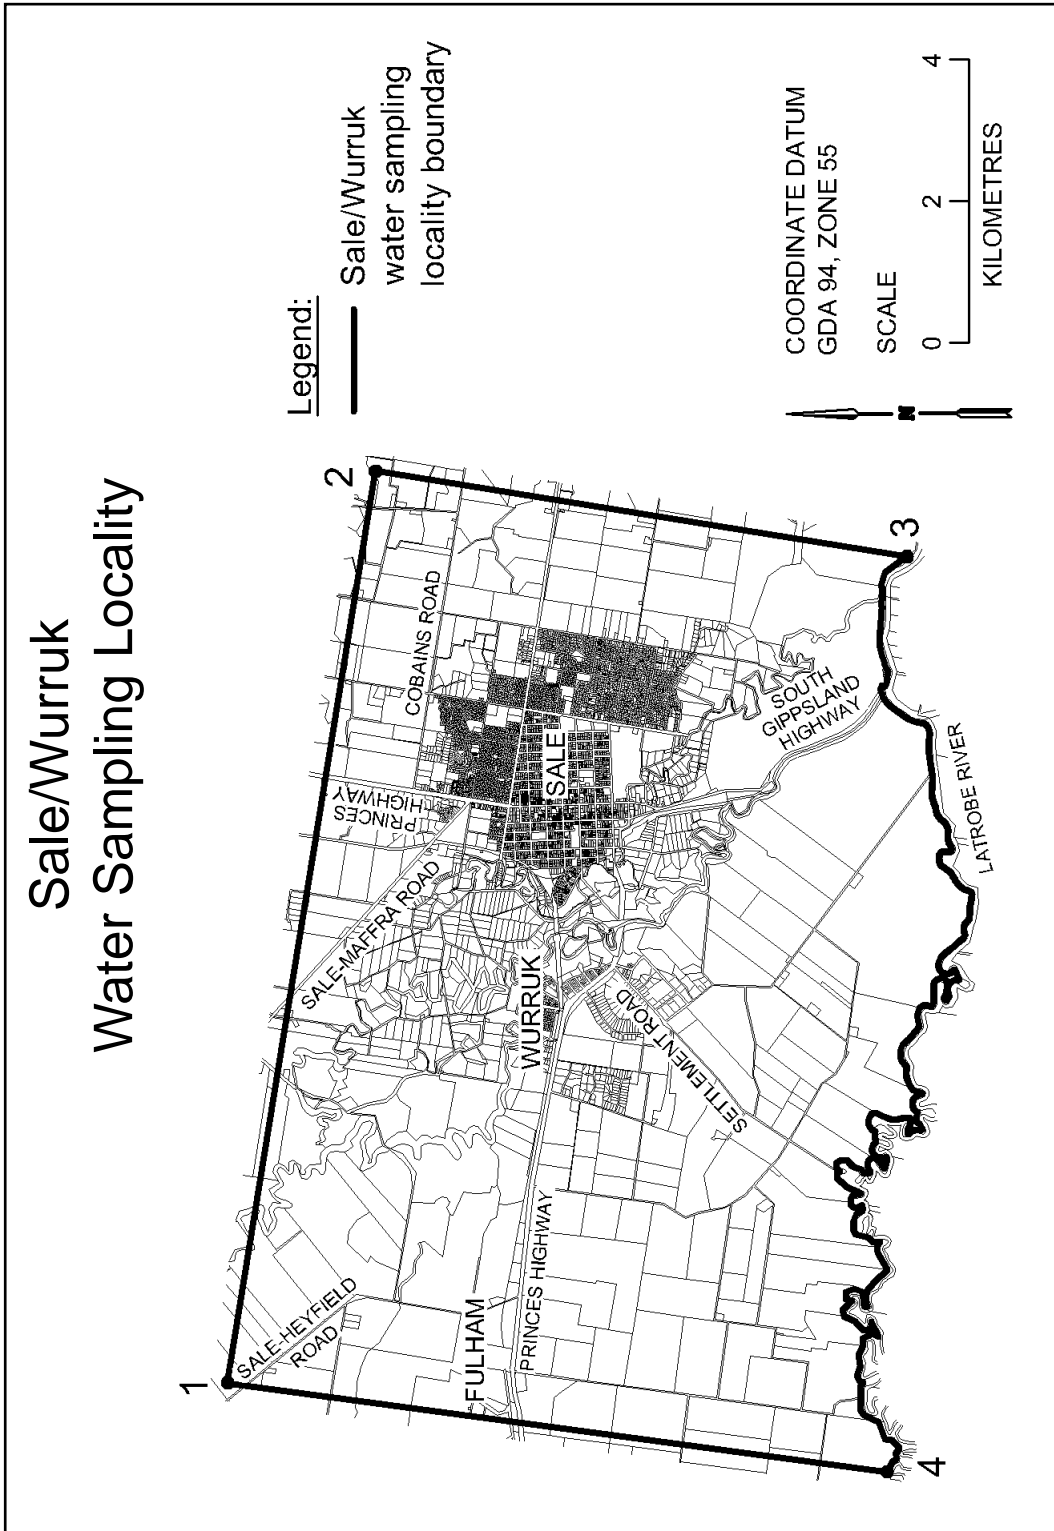 Sale/Wurruk
Water Sampling Locality
Legend:
Sale/Wurruk
water sampling
locality boundary
1
2
3
4
SALE-HEYFIELD
ROAD
SALE-MAFFRA ROAD
PRINCES
HIGHWAY
COBAINS ROAD
FULHAM
PRINCES HIGHWAY
WURRUK
SALE
SETTLEMENT ROAD
SOUTH
GIPPSLAND
HIGHWAY
LATROBE RIVER
N
COORDINATE DATUM
GDA 94, ZONE 55
SCALE
0 2 4
KILOMETRES